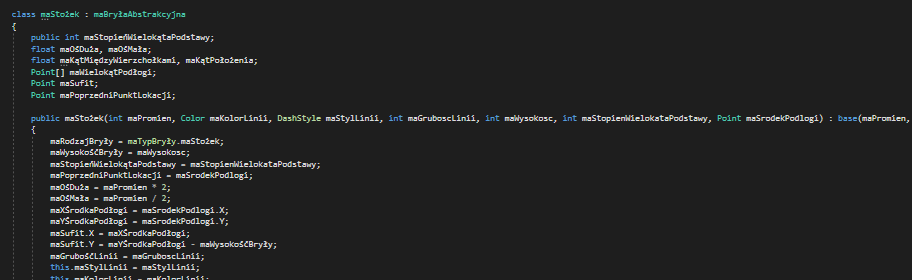 class maStożek : maBryłaAbstrakcyjna
{
public int maStopieńWielokątaPodstawy;
float maOśDuża, maOśMała;
float maKątMiędzyWierzchołkami, maKątPołożenia;
Point[] maWielokątPodłogi;
Point maSufit;
Point maPoprzedniPunktLokacji;
public maStożek(int maPromien, Color maKolorLinii, DashStyle maStylLinii, int maGruboscLinii, int maWysokosc, int maStopienWielokataPodstawy, Point maSrodekPodlogi) : base(maPromien,
{
maRodzajBryły = maTypBryły.maStożek;
maWysokośćBryły = maWysokosc;
maStopieńWielokątaPodstawy = maStopienWielokataPodstawy;
maPoprzedniPunktLokacji = maSrodekPodlogi;
maOśDuża = maPromien * 2;
maOśMała = maPromien / 2;
maXŚrodkaPodłogi = maSrodekPodlogi.X;
maYŚrodkaPodłogi = maSrodekPodlogi.Y;
maSufit.X = maXŚrodkaPodłogi;
maSufit.Y = maYŚrodkaPodłogi - maWysokośćBryły;
maGrubośćLinii = maGruboscLinii;
this.maStylLinii = maStylLinii;
this.maKolorLinii = maKolorLinii;